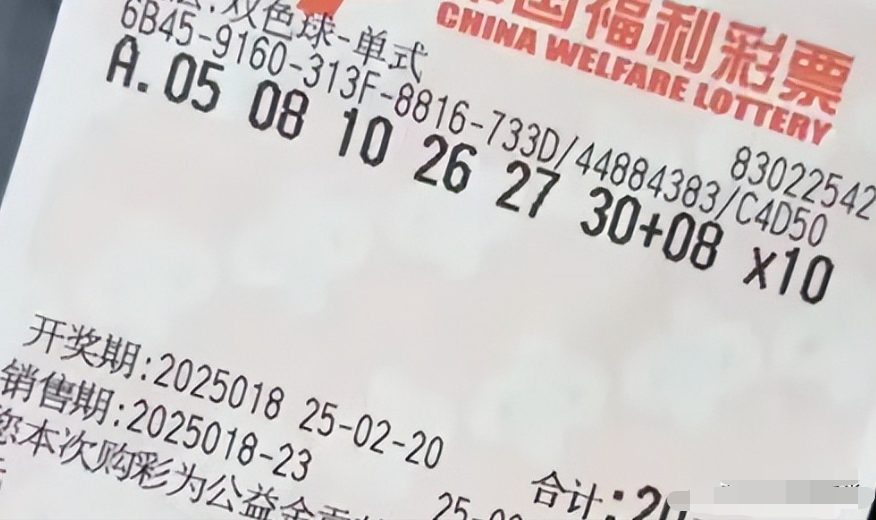 中国福利彩票
CHINA WELFARE LOTTERY
双色球-单式
83022542
6B45-9160-313F-8816-733D/44884383/C4D50
A.05 08 10 26 27 30+08 x10
开奖期:2025018 25-02-20
销售期:2025018-23
您本次购彩为公益金贡
合计:20